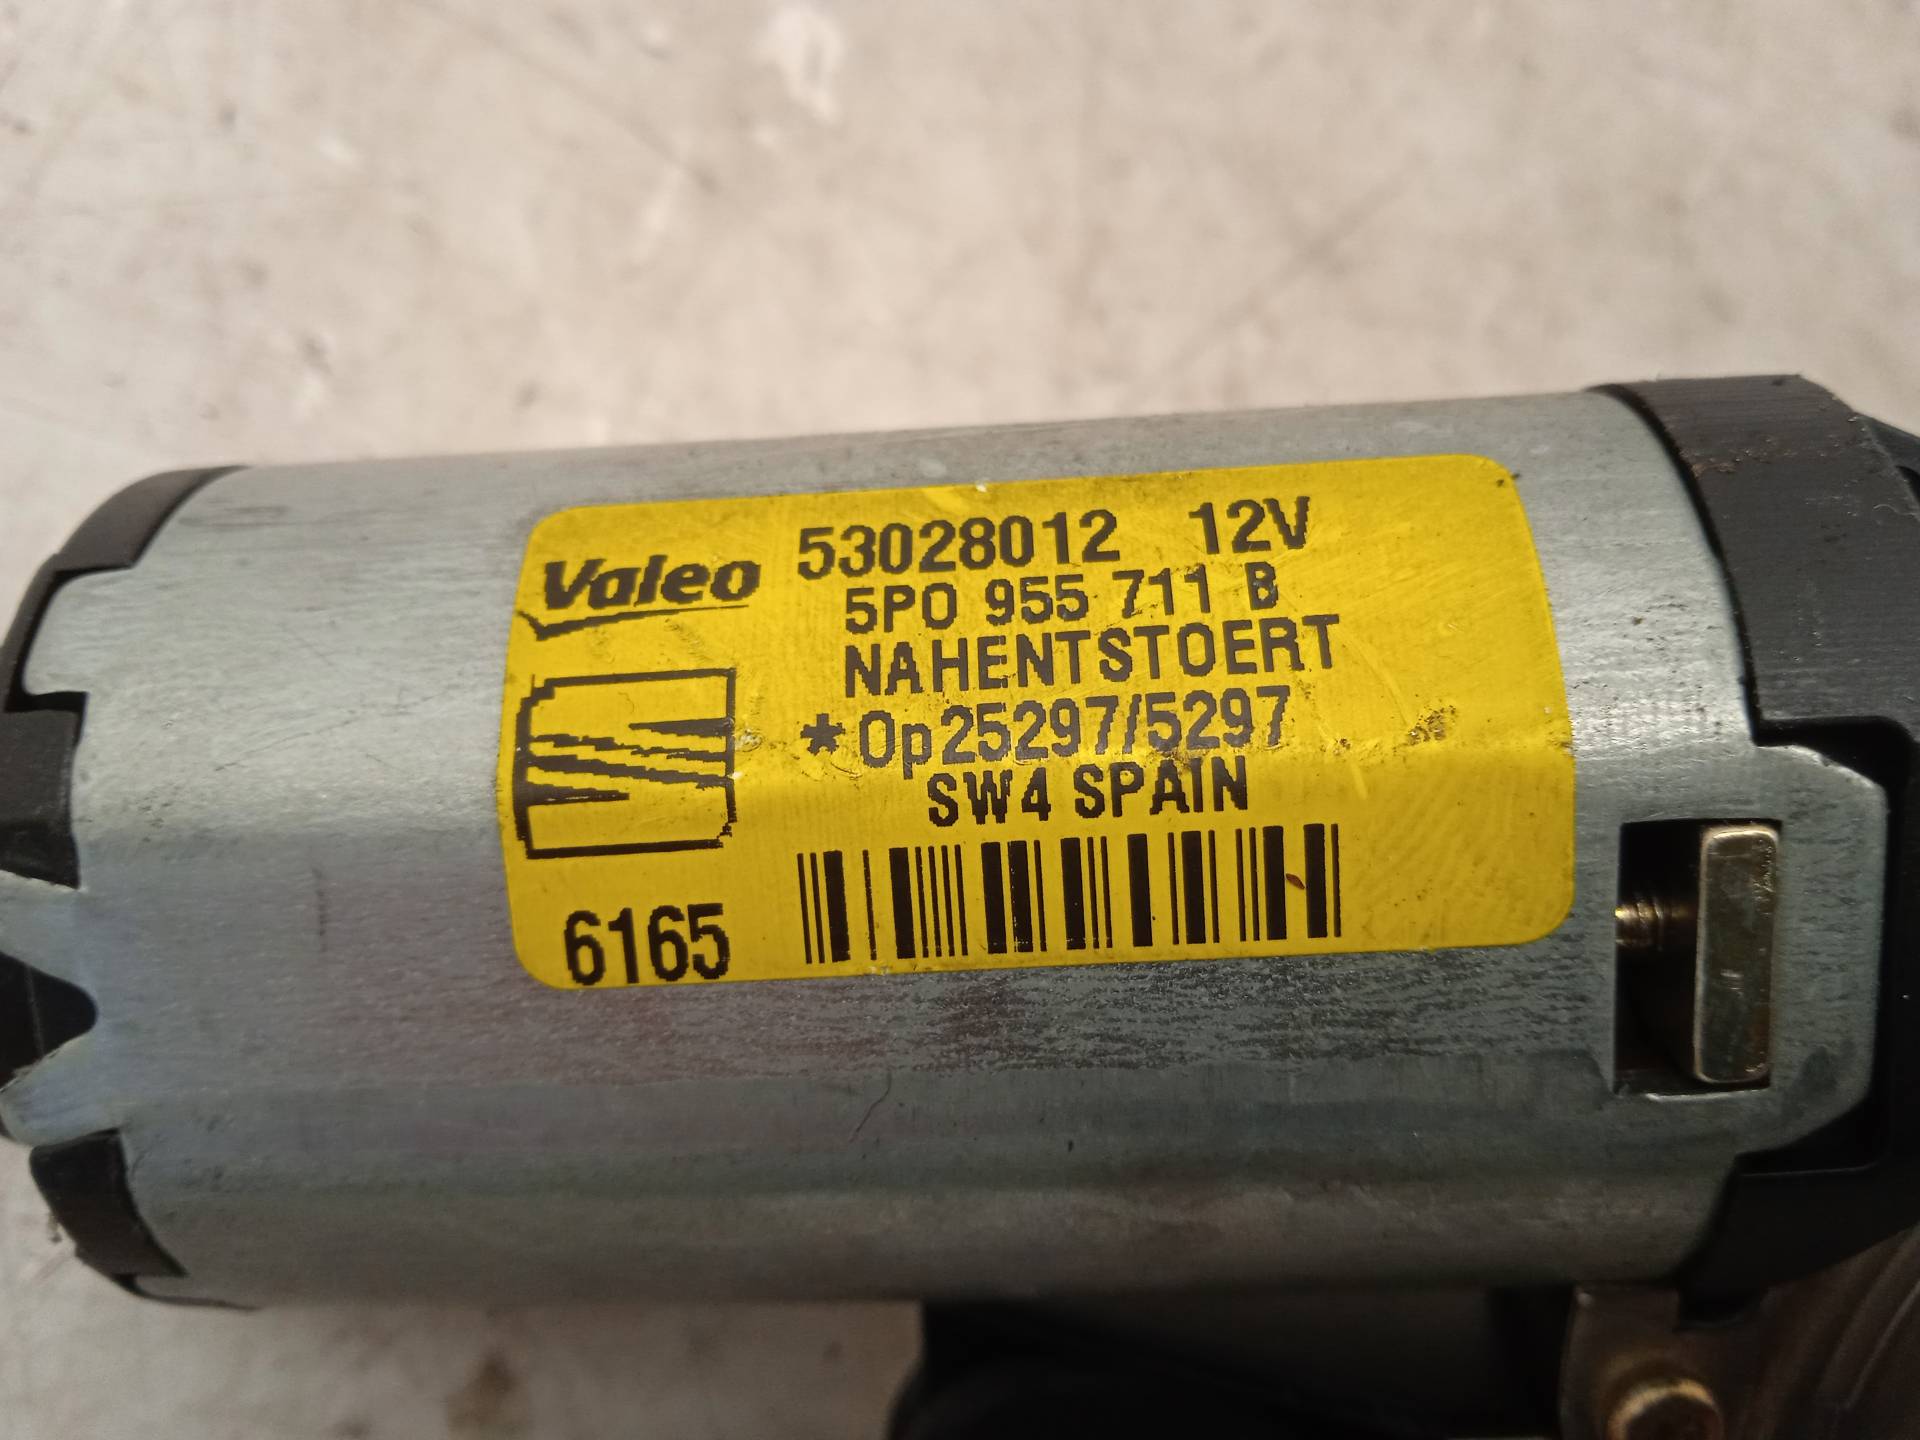 Valeo 53028012 12V
5P0 955 711 B
NAHENTSTOERT
*Op25297/5297
SW4 SPAIN
6165